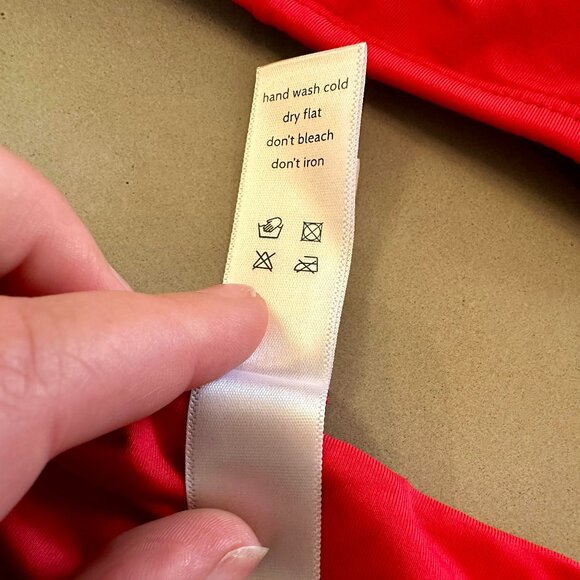 hand wash cold
dry flat
don't bleach
don't iron